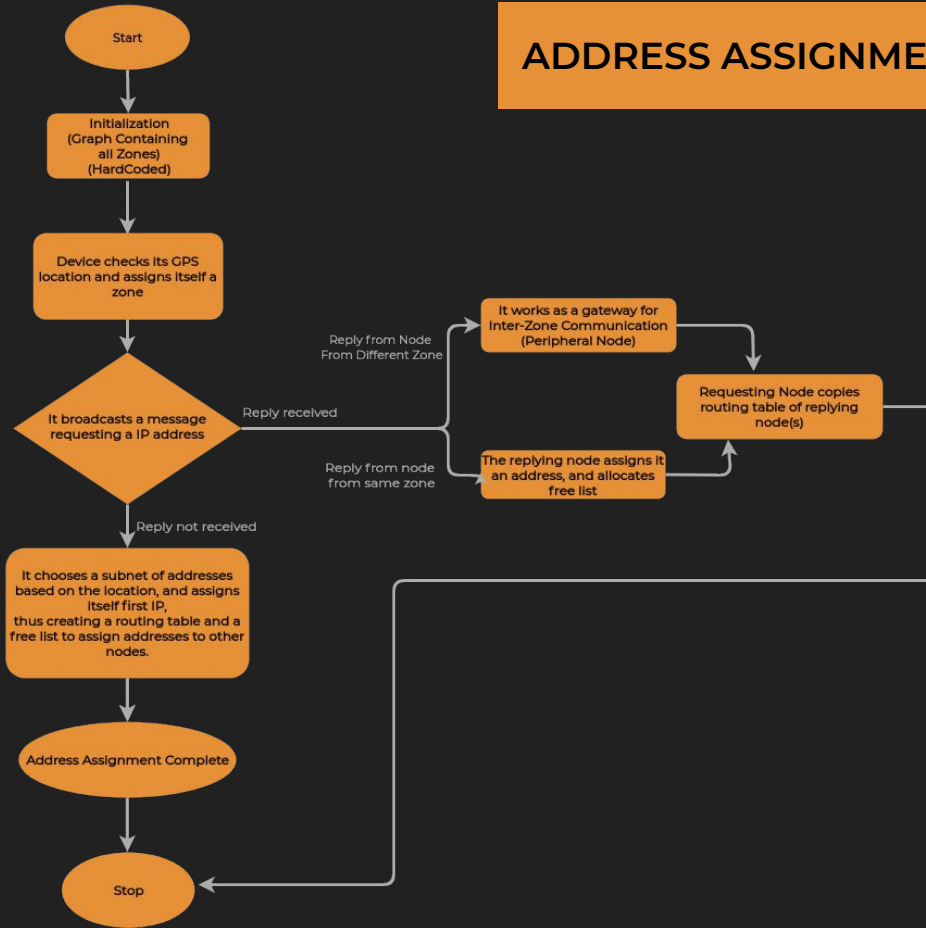 Start
ADDRESS ASSIGNME
Initialization
(Graph Containing
all Zones)
(HardCoded)
Device checks its GPS
location and assigns itself a
zone
It broadcasts a message
requesting a IP address
Reply received
Reply from Node
From Different Zone
It works as a gateway for
Inter-Zone Communication
(Peripheral Node)
Reply from node
from same zone
The replying node assigns it
an address, and allocates
free list
Requesting Node copies
routing table of replying
node(s)
Reply not received
It chooses a subnet of addresses
based on the location, and assigns
itself first IP,
thus creating a routing table and a
free list to assign addresses to other
nodes.
Address Assignment Complete
Stop